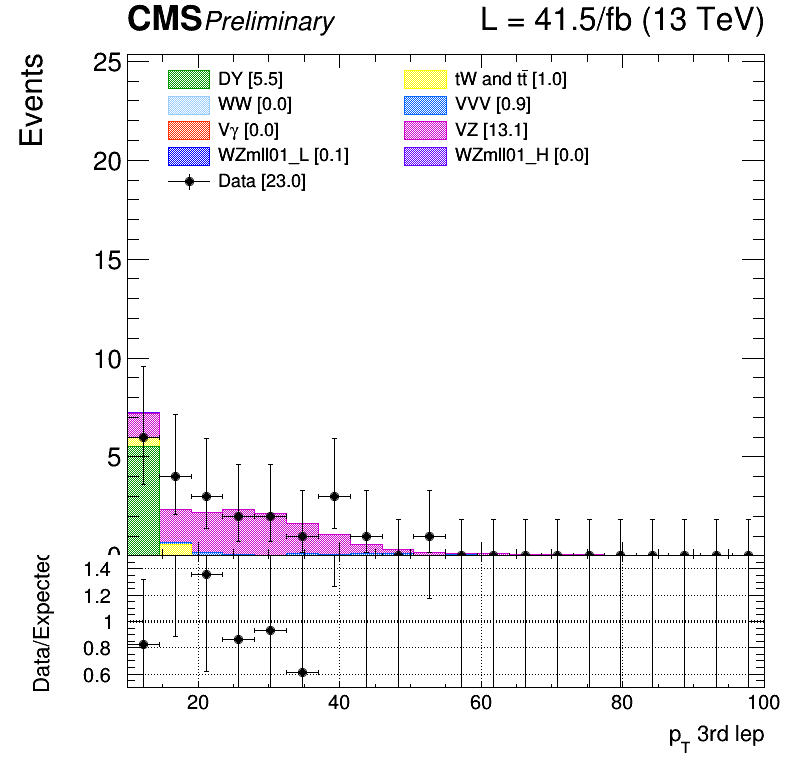 CMS Preliminary L = 41.5/fb (13 TeV)
Events
25
20
15
10
5
0
DY [5.5]
WW [0.0]
Vγ [0.0]
WZmll01_L [0.1]
Data [23.0]
tW and tt̄ [1.0]
VVV [0.9]
VZ [13.1]
WZmll01_H [0.0]
Data/Expected
1.4
1.2
1
0.8
0.6
20 40 60 80 100
pT 3rd lep